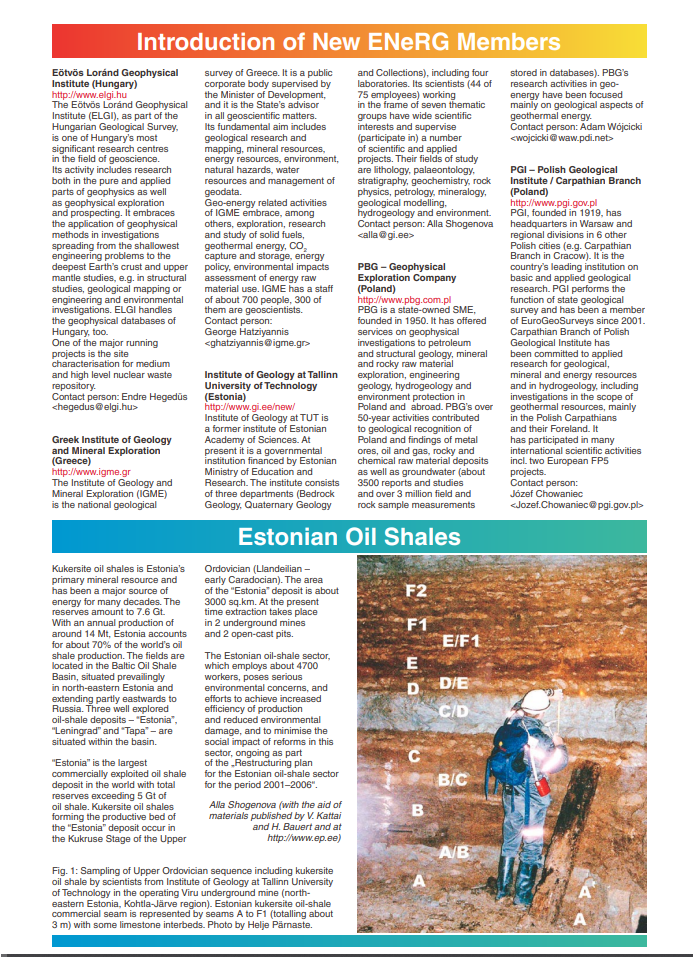 Introduction of New ENeRG Members
Eötvös Loránd Geophysical
Institute (Hungary)
http://www.elgi.hu
The Eötvös Loránd Geophysical
Institute (ELGI), as part of the
Hungarian Geological Survey,
is one of Hungary's most
significant research centres
in the field of geoscience.
Its activity includes research
both in the pure and applied
parts of geophysics as well
as geophysical exploration
and prospecting. It embraces
the application of geophysical
methods in investigations
spreading from the shallowest
engineering problems to the
deepest Earth's crust and upper
mantle studies, e.g. in structural
studies, geological mapping or
engineering and environmental
investigations. ELGI handles
the geophysical databases of
Hungary, too.
One of the major running
projects is the site
characterisation for medium
and high level nuclear waste
repository.
Contact person: Endre Hegedüs
<hegedus@elgi.hu>
Greek Institute of Geology
and Mineral Exploration
(Greece)
http://www.igme.gr
The Institute of Geology and
Mineral Exploration (IGME)
is the national geological
survey of Greece. It is a public
corporate body supervised by
the Minister of Development,
and it is the State's advisor
in all geoscientific matters.
Its fundamental aim includes
geological research and
mapping, mineral resources,
energy resources, environment,
natural hazards, water
resources and management of
geodata.
Geo-energy related activities
of IGME embrace, among
others, exploration, research
and study of solid fuels,
geothermal energy, CO2
capture and storage, energy
policy, environmental impacts
assessment of energy raw
material use. IGME has a staff
of about 700 people, 300 of
them are geoscientists.
Contact person:
George Hatziyannis
<ghatziyannis@igme.gr>
Institute of Geology at Tallinn
University of Technology
(Estonia)
http://www.gi.ee/new/
Institute of Geology at TUT is
a former institute of Estonian
Academy of Sciences. At
present it is a governmental
institution financed by Estonian
Ministry of Education and
Research. The institute consists
of three departments (Bedrock
Geology, Quaternary Geology
and Collections), including four
laboratories. Its scientists (44 of
75 employees) working
in the frame of seven thematic
groups have wide scientific
interests and supervise
(participate in) a number
of scientific and applied
projects. Their fields of study
are lithology, palaeontology,
stratigraphy, geochemistry, rock
physics, petrology, mineralogy,
geological modelling,
hydrogeology and environment.
Contact person: Alla Shogenova
<alla@gi.ee>
PBG – Geophysical
Exploration Company
(Poland)
http://www.pbg.com.pl
PBG is a state-owned SME,
founded in 1950. It has offered
services on geophysical
investigations to petroleum
and structural geology, mineral
and rocky raw material
exploration, engineering
geology, hydrogeology and
environment protection in
Poland and abroad. PBG's over
50-year activities contributed
to geological recognition of
Poland and findings of metal
ores, oil and gas, rocky and
chemical raw material deposits
as well as groundwater (about
3500 reports and studies
and over 3 million field and
rock sample measurements
stored in databases). PBG's
research activities in geo-
energy have been focused
mainly on geological aspects of
geothermal energy.
Contact person: Adam Wójcicki
<wojcicki@waw.pdi.net>
PGI – Polish Geological
Institute / Carpathian Branch
(Poland)
http://www.pgi.gov.pl
PGI, founded in 1919, has
headquarters in Warsaw and
regional divisions in 6 other
Polish cities (e.g. Carpathian
Branch in Cracow). It is the
country's leading institution on
basic and applied geological
research. PGI performs the
function of state geological
survey and has been a member
of EuroGeoSurveys since 2001.
Carpathian Branch of Polish
Geological Institute has
been committed to applied
research for geological,
mineral and energy resources
and in hydrogeology, including
investigations in the scope of
geothermal resources, mainly
in the Polish Carpathians
and their Foreland. It
has participated in many
international scientific activities
incl. two European FP5
projects.
Contact person:
Józef Chowaniec
<Jozef.Chowaniec@pgi.gov.pl>
Estonian Oil Shales
Kukersite oil shales is Estonia's
primary mineral resource and
has been a major source of
energy for many decades. The
reserves amount to 7.6 Gt.
With an annual production of
around 14 Mt, Estonia accounts
for about 70% of the world's oil
shale production. The fields are
located in the Baltic Oil Shale
Basin, situated prevailingly
in north-eastern Estonia and
extending partly eastwards to
Russia. Three well explored
oil-shale deposits – "Estonia",
"Leningrad" and "Tapa" – are
situated within the basin.
"Estonia" is the largest
commercially exploited oil shale
deposit in the world with total
reserves exceeding 5 Gt of
oil shale. Kukersite oil shales
forming the productive bed of
the "Estonia" deposit occur in
the Kukruse Stage of the Upper
Ordovician (Llandeilian –
early Caradocian). The area
of the "Estonia" deposit is about
3000 sq.km. At the present
time extraction takes place
in 2 underground mines
and 2 open-cast pits.
The Estonian oil-shale sector,
which employs about 4700
workers, poses serious
environmental concerns, and
efforts to achieve increased
efficiency of production
and reduced environmental
damage, and to minimise the
social impact of reforms in this
sector, ongoing as part
of the „Restructuring plan
for the Estonian oil-shale sector
for the period 2001–2006“.
Alla Shogenova (with the aid of
materials published by V. Kattai
and H. Bauert and at
http://www.ep.ee)
Fig. 1: Sampling of Upper Ordovician sequence including kukersite
oil shale by scientists from Institute of Geology at Tallinn University
of Technology in the operating Viru underground mine (north-
eastern Estonia, Kohtla-Järve region). Estonian kukersite oil-shale
commercial seam is represented by seams A to F1 (totalling about
3 m) with some limestone interbeds. Photo by Helje Pärnaste.
F2
F1
E/F1
E
D/E
D
C/D
C
B/C
B
A/B
A
A'
A